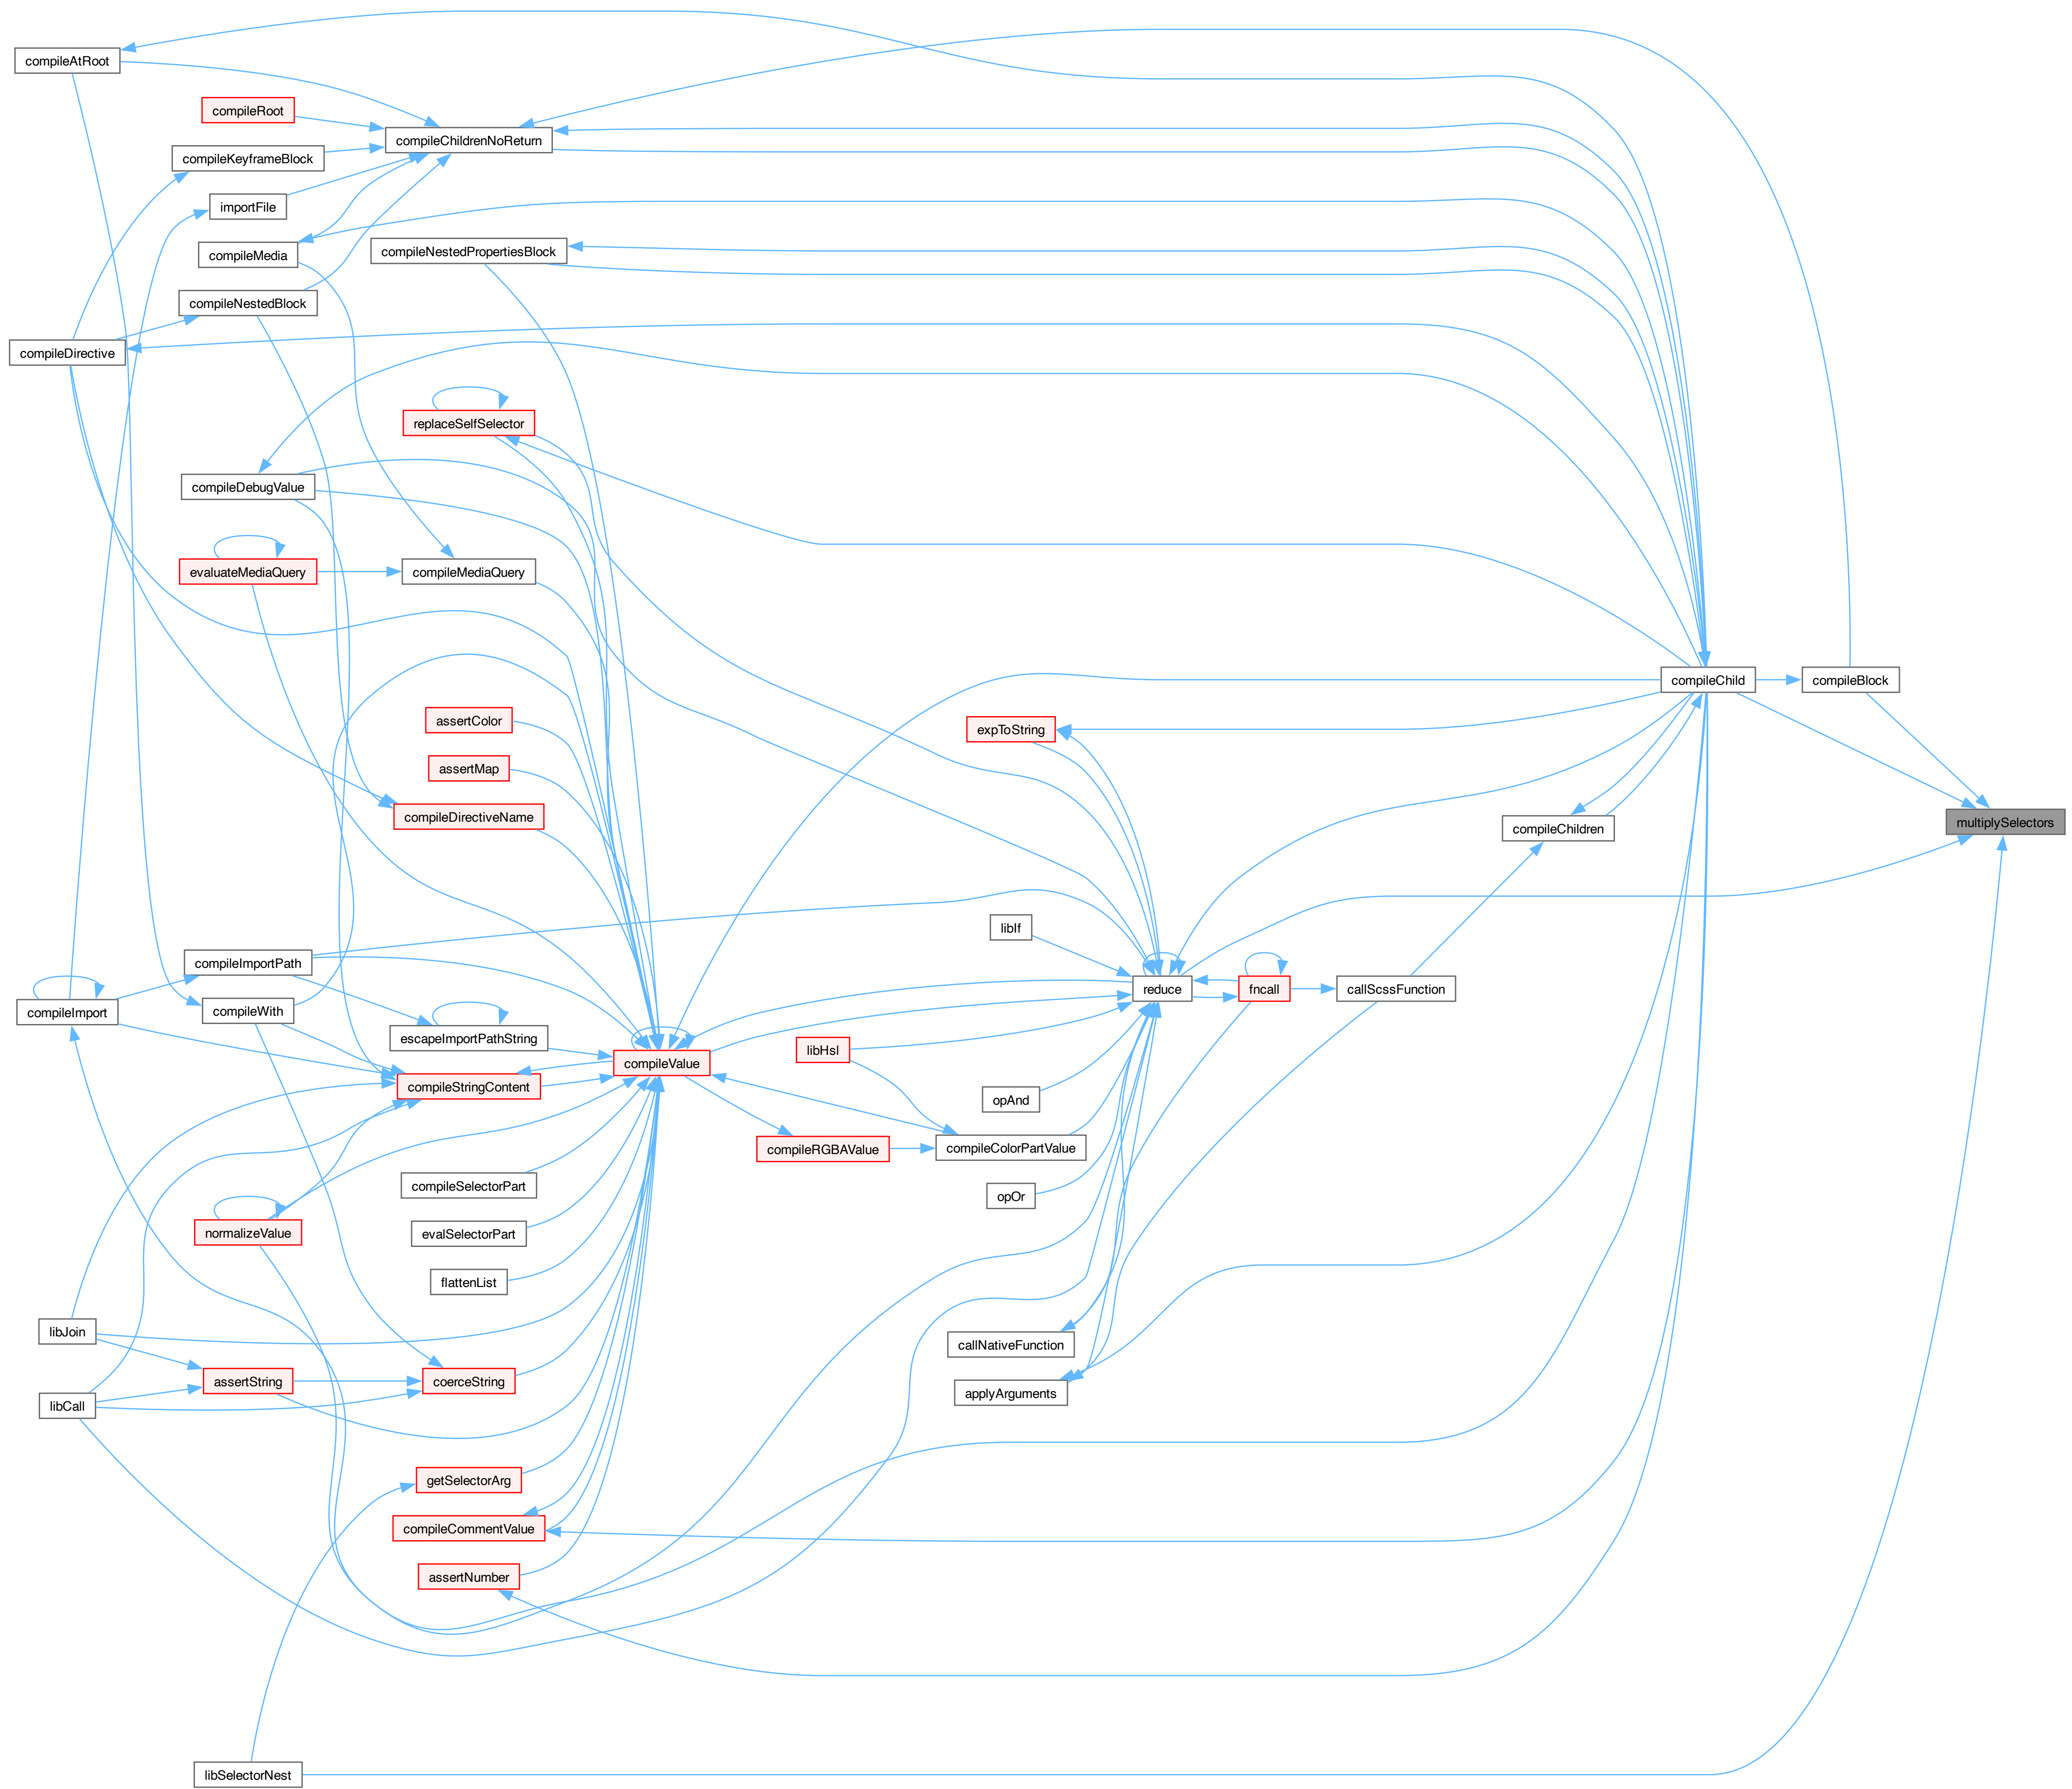 compileAtRoot
compileRoot
compileChildrenNoReturn
compileKeyframeBlock
importFile
compileMedia
compileNestedPropertiesBlock
compileNestedBlock
compileDirective
replaceSelfSelector
compileDebugValue
evaluateMediaQuery
compileMediaQuery
compileChild
compileBlock
assertColor
expToString
assertMap
compileDirectiveName
multiplySelectors
compileChildren
libIf
compileImportPath
reduce
fncall
callScssFunction
compileImport
compileWith
escapeImportPathString
libHsl
compileValue
compileStringContent
opAnd
compileRGBAValue
compileColorPartValue
compileSelectorPart
opOr
normalizeValue
evalSelectorPart
flattenList
libJoin
callNativeFunction
assertString
coerceString
applyArguments
libCall
getSelectorArg
compileCommentValue
assertNumber
libSelectorNest